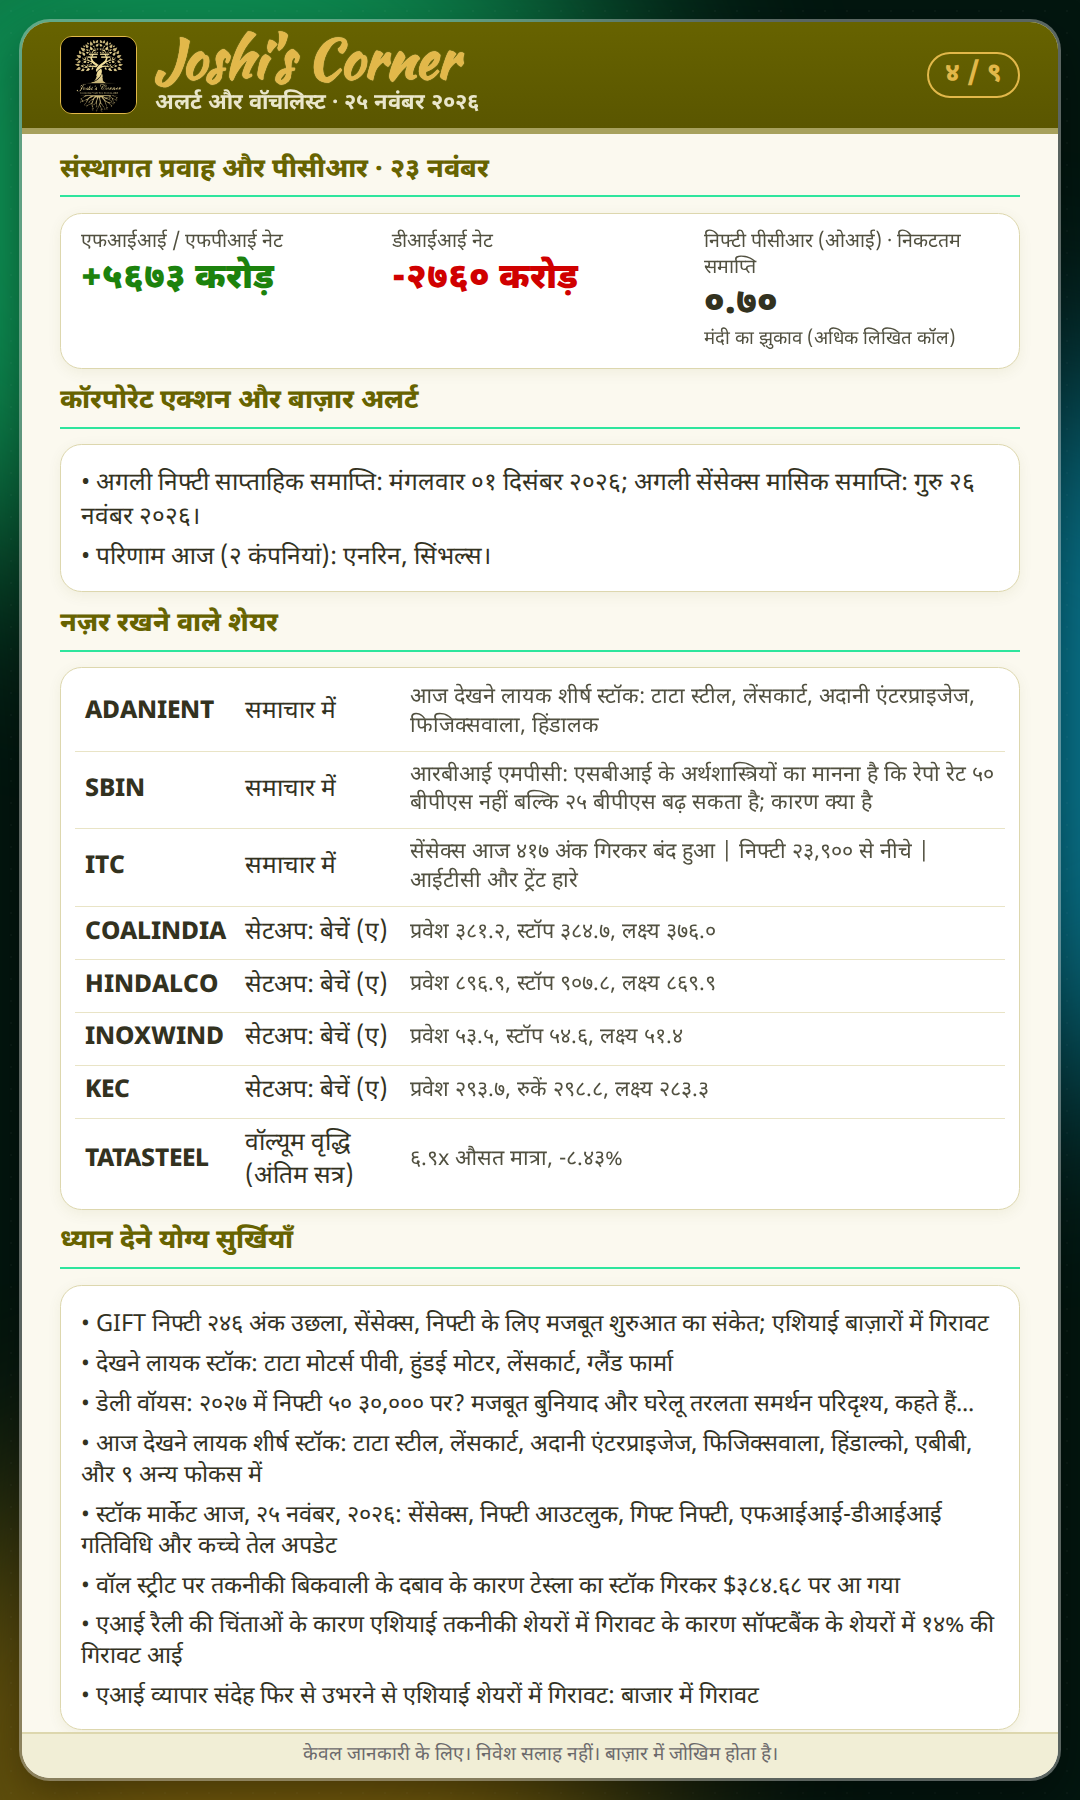 Joshi's Corner
अलर्ट और वॉचलिस्ट · २५ नवंबर २०२६
४ / ९
संस्थागत प्रवाह और पीसीआर · २३ नवंबर
एफआईआई / एफपीआई नेट
+५६७३ करोड़
डीआईआई नेट
-२७६० करोड़
निफ्टी पीसीआर (ओआई) · निकटतम
समाप्ति
०.७०
मंदी का झुकाव (अधिक लिखित कॉल)
कॉरपोरेट एक्शन और बाज़ार अलर्ट
• अगली निफ्टी साप्ताहिक समाप्ति: मंगलवार ०१ दिसंबर २०२६; अगली सेंसेक्स मासिक समाप्ति: गुरु २६
नवंबर २०२६।
• परिणाम आज (२ कंपनियां): एनरिन, सिंभल्स।
नज़र रखने वाले शेयर
ADANIENT समाचार में आज देखने लायक शीर्ष स्टॉक: टाटा स्टील, लेंसकार्ट, अदानी एंटरप्राइजेज,
फिजिक्सवाला, हिंडालक
SBIN समाचार में आरबीआई एमपीसी: एसबीआई के अर्थशास्त्रियों का मानना है कि रेपो रेट ५०
बीपीएस नहीं बल्कि २५ बीपीएस बढ़ सकता है; कारण क्या है
ITC समाचार में सेंसेक्स आज ४१७ अंक गिरकर बंद हुआ | निफ्टी २३,९०० से नीचे |
आईटीसी और ट्रेंट हारे
COALINDIA सेटअप: बेचें (ए) प्रवेश ३८१.२, स्टॉप ३८४.७, लक्ष्य ३७६.०
HINDALCO सेटअप: बेचें (ए) प्रवेश ८९६.९, स्टॉप ९०७.८, लक्ष्य ८६९.९
INOXWIND सेटअप: बेचें (ए) प्रवेश ५३.५, स्टॉप ५४.६, लक्ष्य ५१.४
KEC सेटअप: बेचें (ए) प्रवेश २९३.७, रुकें २९८.८, लक्ष्य २८३.३
TATASTEEL वॉल्यूम वृद्धि
(अंतिम सत्र) ६.९x औसत मात्रा, -८.४३%
ध्यान देने योग्य सुर्खियाँ
• GIFT निफ्टी २४६ अंक उछला, सेंसेक्स, निफ्टी के लिए मजबूत शुरुआत का संकेत; एशियाई बाज़ारों में गिरावट
• देखने लायक स्टॉक: टाटा मोटर्स पीवी, हुंडई मोटर, लेंसकार्ट, ग्लैंड फार्मा
• डेली वॉयस: २०२७ में निफ्टी ५० ३०,००० पर? मजबूत बुनियाद और घरेलू तरलता समर्थन परिदृश्य, कहते हैं...
• आज देखने लायक शीर्ष स्टॉक: टाटा स्टील, लेंसकार्ट, अदानी एंटरप्राइजेज, फिजिक्सवाला, हिंडाल्को, एबीबी,
और ९ अन्य फोकस में
• स्टॉक मार्केट आज, २५ नवंबर, २०२६: सेंसेक्स, निफ्टी आउटलुक, गिफ्ट निफ्टी, एफआईआई-डीआईआई
गतिविधि और कच्चे तेल अपडेट
• वॉल स्ट्रीट पर तकनीकी बिकवाली के दबाव के कारण टेस्ला का स्टॉक गिरकर $३८४.६८ पर आ गया
• एआई रैली की चिंताओं के कारण एशियाई तकनीकी शेयरों में गिरावट के कारण सॉफ्टबैंक के शेयरों में १४% की
गिरावट आई
• एआई व्यापार संदेह फिर से उभरने से एशियाई शेयरों में गिरावट: बाजार में गिरावट
केवल जानकारी के लिए। निवेश सलाह नहीं। बाज़ार में जोखिम होता है।